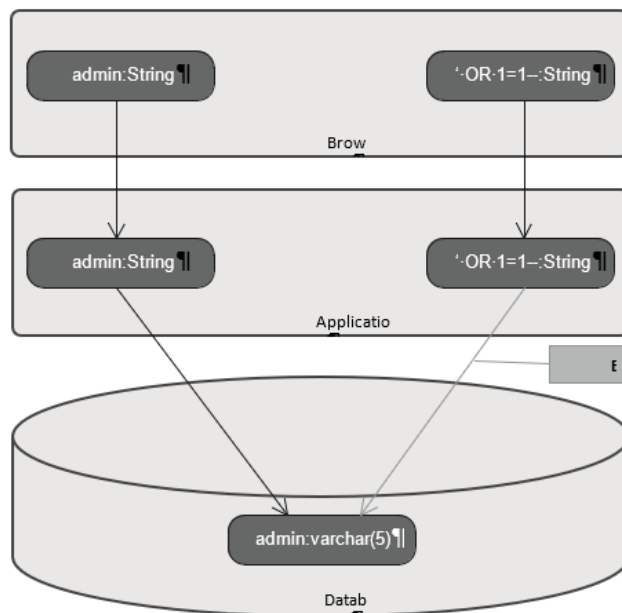 admin:String¶
‘·OR·1=1--:String¶
Brow
admin:String¶
‘·OR·1=1--:String¶
Applicatio
E
admin:varchar(5)¶
Datab